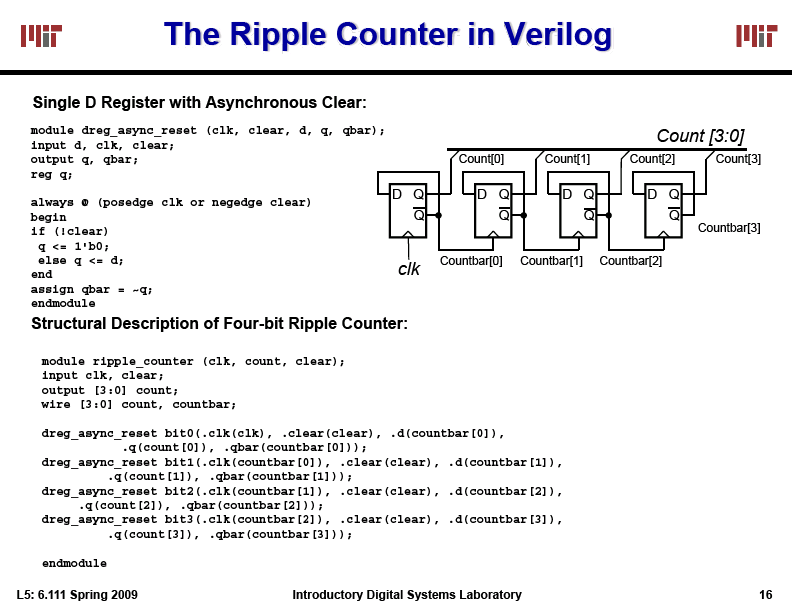 The Ripple Counter in Verilog
Single D Register with Asynchronous Clear:
module dreg_async_reset (clk, clear, d, q, qbar);
input d, clk, clear;
output q, qbar;
reg q;
always @ (posedge clk or negedge clear)
begin
if (!clear)
q <= 1'b0;
else q <= d;
end
assign qbar = ~q;
endmodule
Count [3:0]
Count[0] Count[1] Count[2] Count[3]
D Q D Q D Q D Q
Q Q Q Q
Countbar[3]
clk Countbar[0] Countbar[1] Countbar[2]
Structural Description of Four-bit Ripple Counter:
module ripple_counter (clk, count, clear);
input clk, clear;
output [3:0] count;
wire [3:0] count, countbar;
dreg_async_reset bit0(.clk(clk), .clear(clear), .d(countbar[0]),
.q(count[0]), .qbar(countbar[0]));
dreg_async_reset bit1(.clk(countbar[0]), .clear(clear), .d(countbar[1]),
.q(count[1]), .qbar(countbar[1]));
dreg_async_reset bit2(.clk(countbar[1]), .clear(clear), .d(countbar[2]),
.q(count[2]), .qbar(countbar[2]));
dreg_async_reset bit3(.clk(countbar[2]), .clear(clear), .d(countbar[3]),
.q(count[3]), .qbar(countbar[3]));
endmodule
L5: 6.111 Spring 2009 Introductory Digital Systems Laboratory 16